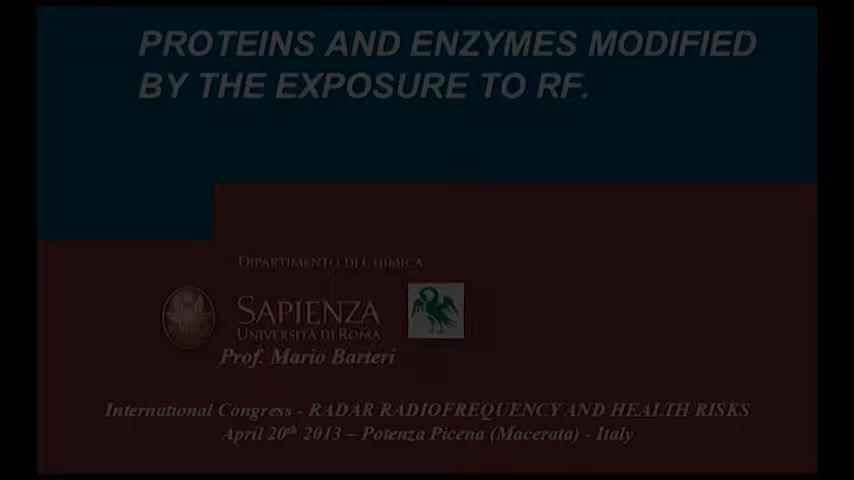 PROTEINS AND ENZYMES MODIFIED
BY THE EXPOSURE TO RF.
DIPARTIMENTO DI CHIMICA
SAPIENZA
UNIVERSITÀ DI ROMA
Prof. Mario Barteri
International Congress - RADAR RADIOFREQUENCY AND HEALTH RISKS
April 20th 2013 – Potenza Picena (Macerata) - Italy